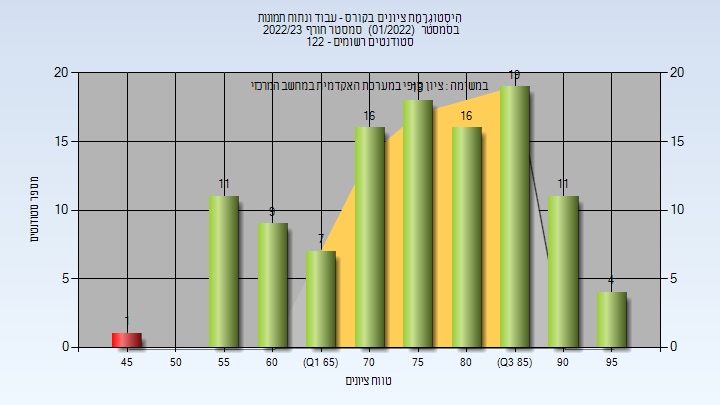 היסטוגרמת ציונים בקורס - עבוד ונתוח תמונות
בסמסטר (01/2022) סמסטר חורף 2022/23
סטודנטים רשומים - 122
במשימה : ציון סופי במערכת האקדמית במחשב המרכזי
20 20
19
18
16 16
15 15
11 11
10 10
9
7
5 5
4
1
0 0
45 50 55 60 (Q1 65) 70 75 80 (Q3 85) 90 95
טווח ציונים
מספר סטודנטים